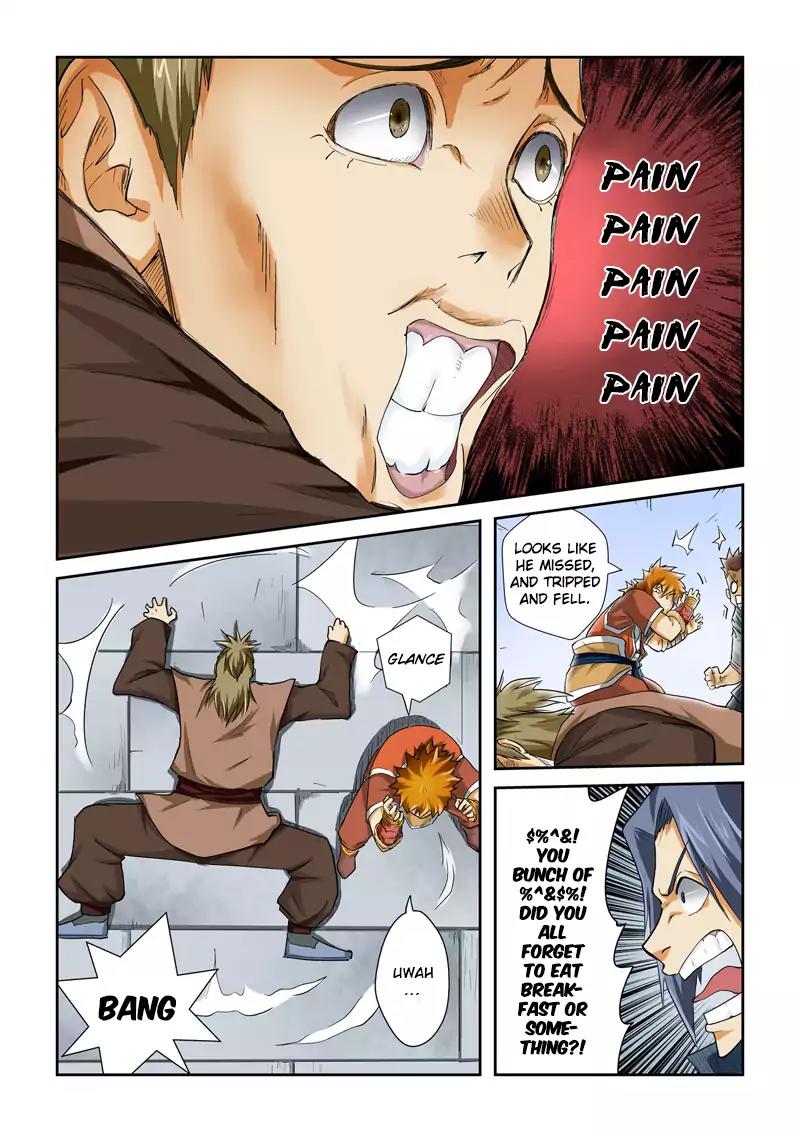 PAIN
PAIN
PAIN
PAIN
PAIN
LOOKS LIKE
HE MISSED,
AND TRIPPED
AND FELL.
GLANCE
BANG
UWAH
...
$%^&!
YOU
BUNCH OF
%^&$%!
DID YOU
ALL
FORGET
TO EAT
BREAK-
FAST OR
SOME-
THING?!